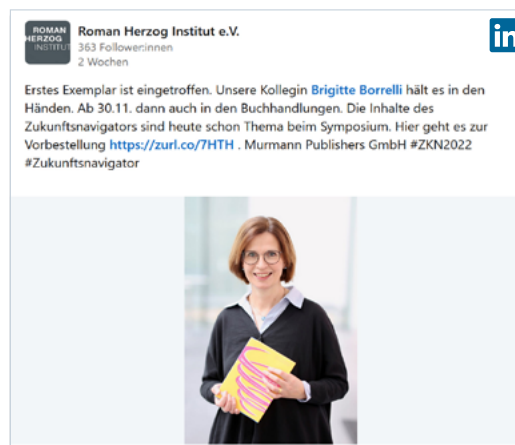 ROMAN
HERZOG
INSTITUT
Roman Herzog Institut e.V.
363 Follower:innen
2 Wochen
in
Erstes Exemplar ist eingetroffen. Unsere Kollegin Brigitte Borrelli hält es in den
Händen. Ab 30.11. dann auch in den Buchhandlungen. Die Inhalte des
Zukunftsnavigators sind heute schon Thema beim Symposium. Hier geht es zur
Vorbestellung https://zurl.co/7HTH . Murmann Publishers GmbH #ZKN2022
#Zukunftsnavigator